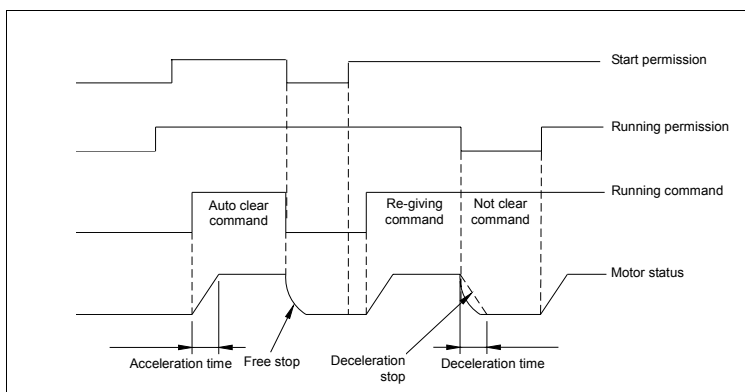 Start permission
Running permission
Running command
Auto clear
command
Re-giving
command
Not clear
command
Motor status
Acceleration time
Free stop
Deceleration
stop
Deceleration time